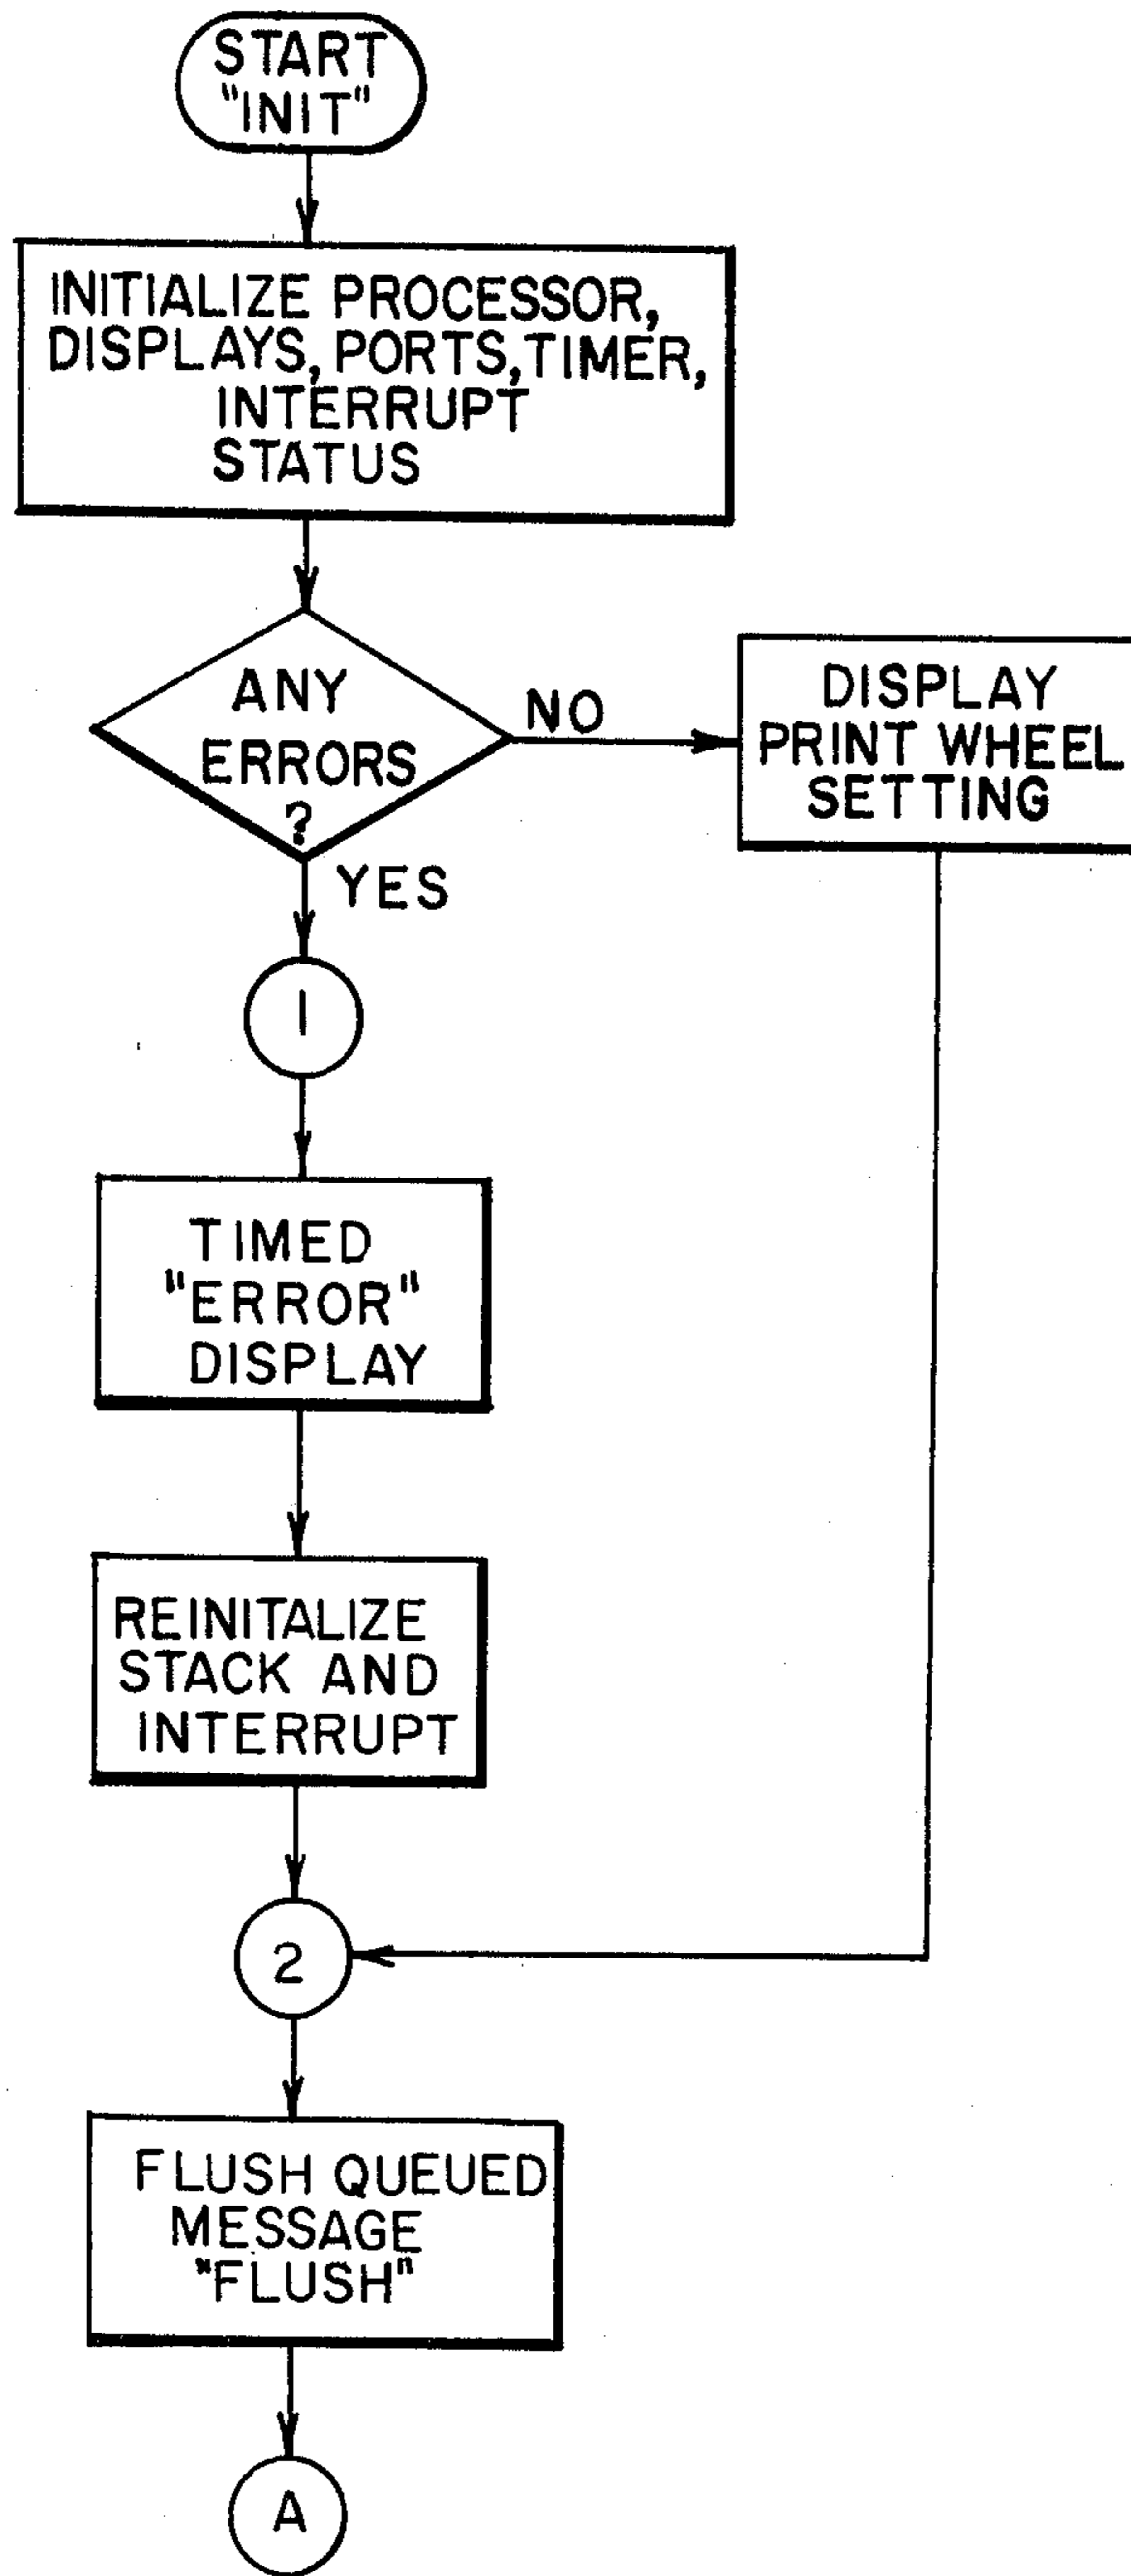 START
"INIT"
INITIALIZE PROCESSOR,
DISPLAYS, PORTS, TIMER,
INTERRUPT
STATUS
ANY
ERRORS
?
NO
DISPLAY
PRINT WHEEL
SETTING
YES
1
TIMED
"ERROR"
DISPLAY
REINITALIZE
STACK AND
INTERRUPT
2
FLUSH QUEUED
MESSAGE
"FLUSH"
A